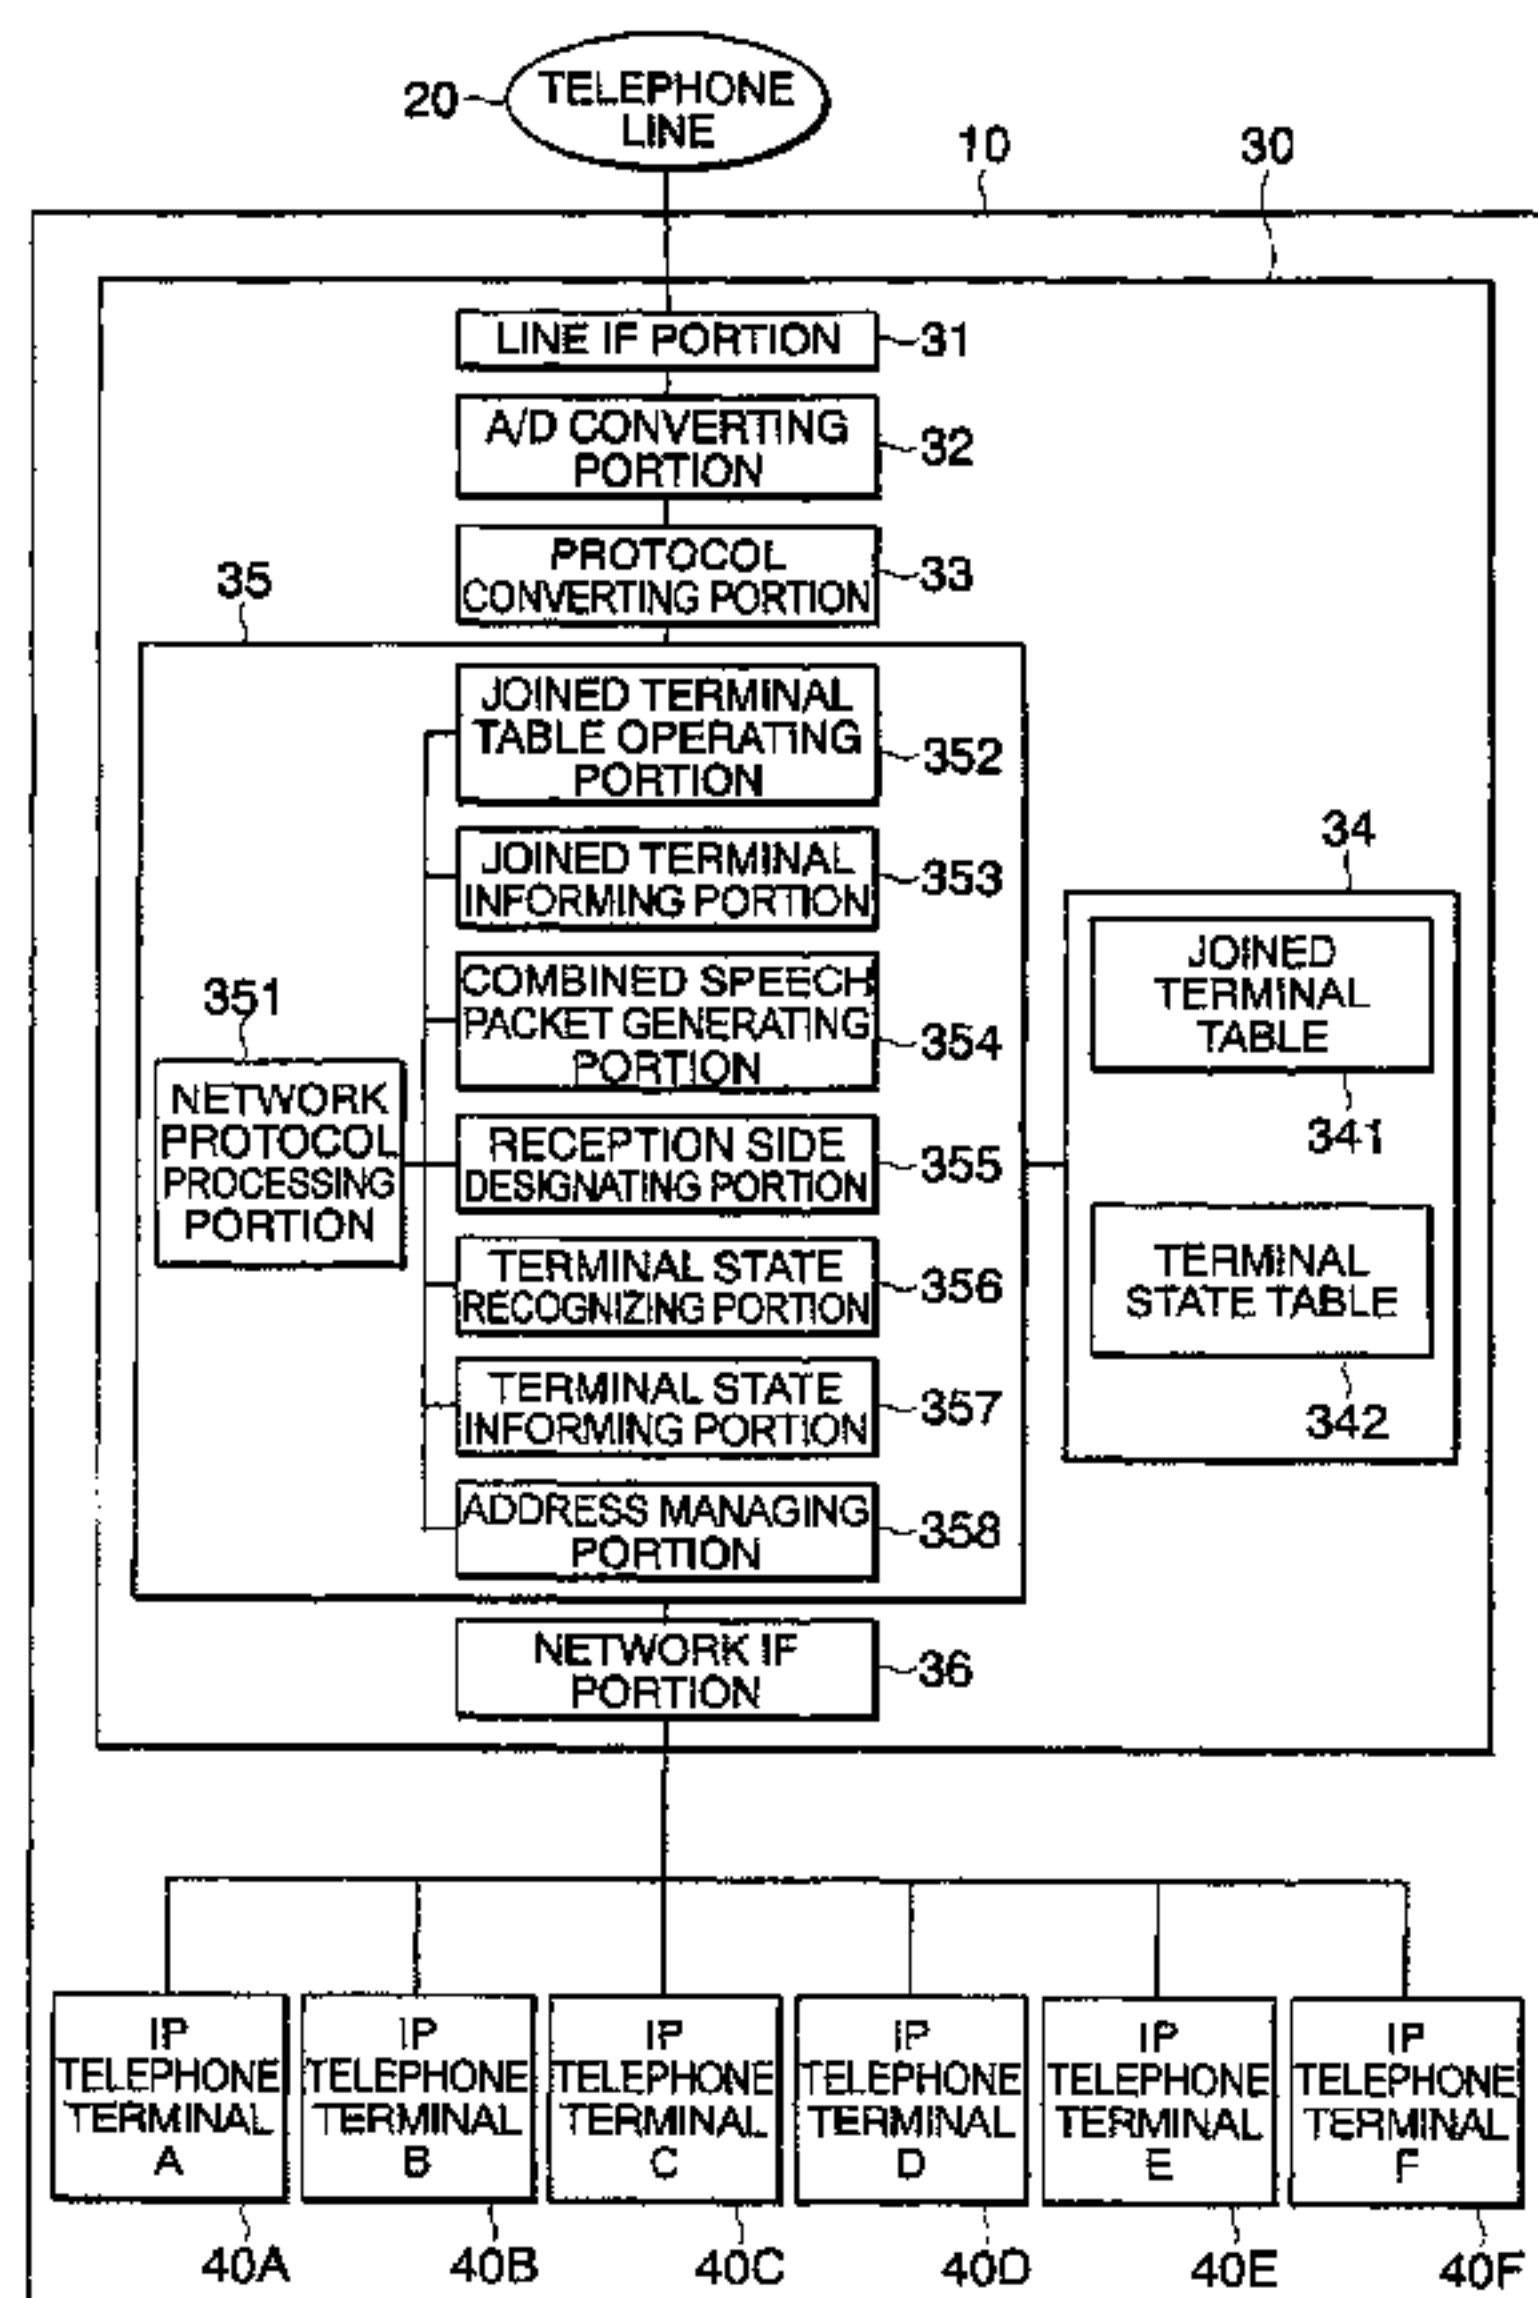 20
TELEPHONE
LINE
10
30
LINE IF PORTION
31
A/D CONVERTING
PORTION
32
PROTOCOL
CONVERTING PORTION
33
35
JOINED TERMINAL
TABLE OPERATING
PORTION
352
JOINED TERMINAL
INFORMING PORTION
353
COMBINED SPEECH
PACKET GENERATING
PORTION
354
351
NETWORK
PROTOCOL
PROCESSING
PORTION
RECEPTION SIDE
DESIGNATING PORTION
355
TERMINAL STATE
RECOGNIZING PORTION
356
TERMINAL STATE
INFORMING PORTION
357
ADDRESS MANAGING
PORTION
358
34
JOINED
TERMINAL
TABLE
341
TERMINAL
STATE TABLE
342
NETWORK IF
PORTION
36
IP
TELEPHONE
TERMINAL
A
40A
IP
TELEPHONE
TERMINAL
B
40B
IP
TELEPHONE
TERMINAL
C
40C
IP
TELEPHONE
TERMINAL
D
40D
IP
TELEPHONE
TERMINAL
E
40E
IP
TELEPHONE
TERMINAL
F
40F